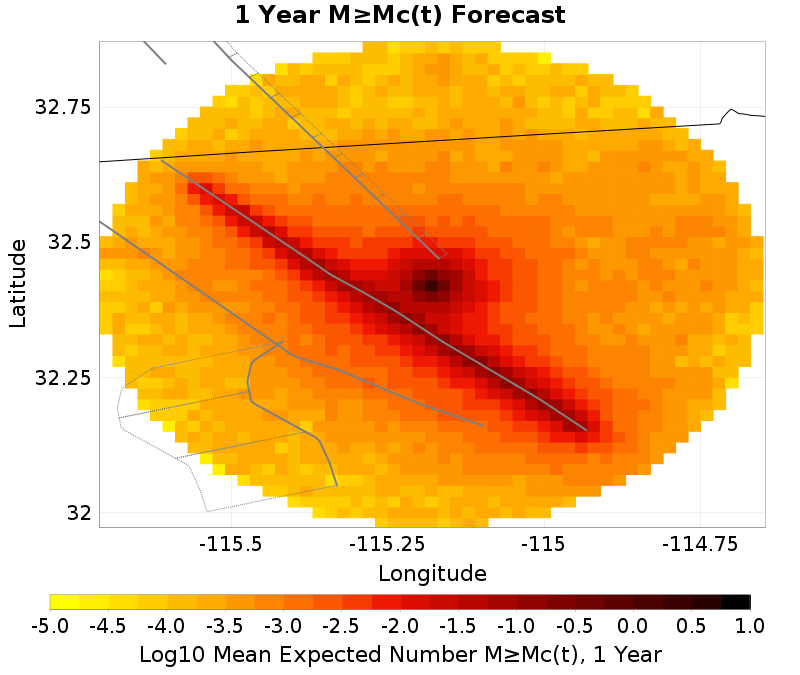 1 Year M≥Mc(t) Forecast
32.75
32.5
32.25
32
Latitude
-115.5 -115.25 -115 -114.75
Longitude
-5.0 -4.5 -4.0 -3.5 -3.0 -2.5 -2.0 -1.5 -1.0 -0.5 0.0 0.5 1.0
Log10 Mean Expected Number M≥Mc(t), 1 Year